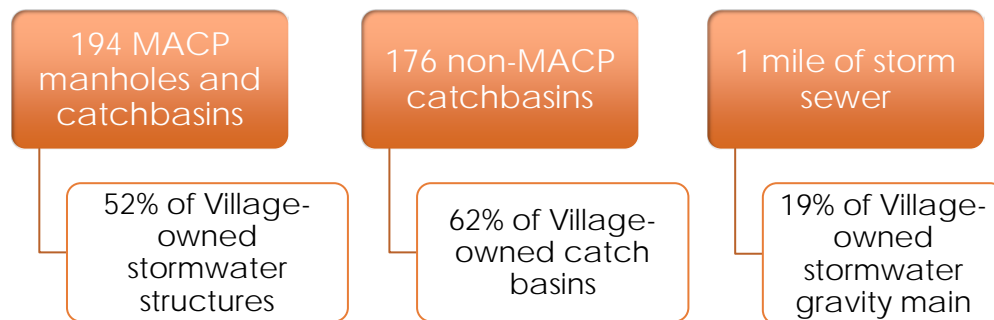 194 MACP
manholes and
catchbasins
52% of Village-
owned
stormwater
structures
176 non-MACP
catchbasins
62% of Village-
owned catch
basins
1 mile of storm
sewer
19% of Village-
owned
stormwater
gravity main